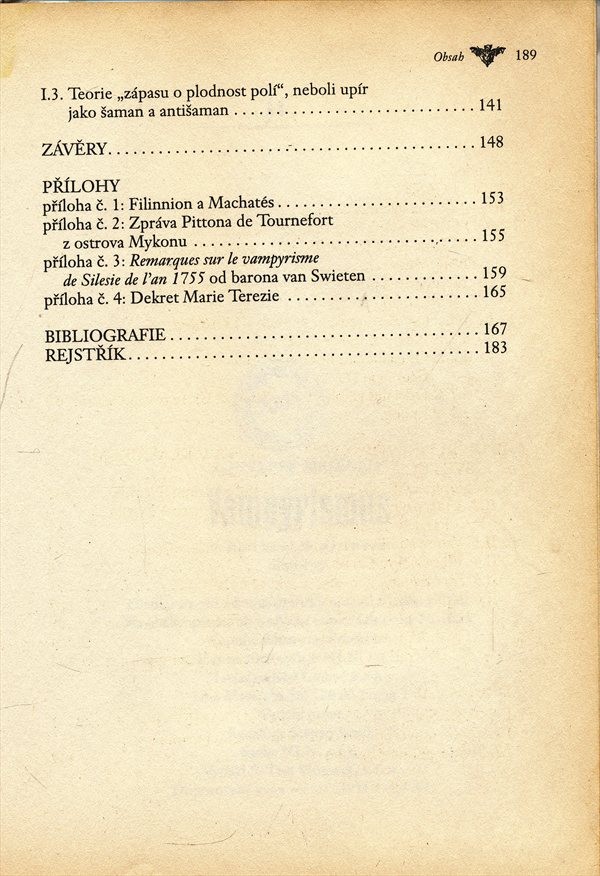 Obsah 189
I.3. Teorie „zápasu o plodnost polí“, neboli upír
jako šaman a antišaman ................................ 141
ZÁVĚRY................................................ 148
PŘÍLOHY
příloha č. 1: Filinnion a Machatés........................... 153
příloha č. 2: Zpráva Pittona de Tournefort
z ostrova Mykonu ..................................... 155
příloha č. 3: Remarques sur le vampyrisme
de Silesie de l’an 1755 od barona van Swieten .............. 159
příloha č. 4: Dekret Marie Terezie .......................... 165
BIBLIOGRAFIE ......................................... 167
REJSTŘÍK.............................................. 183
Vampyrismus